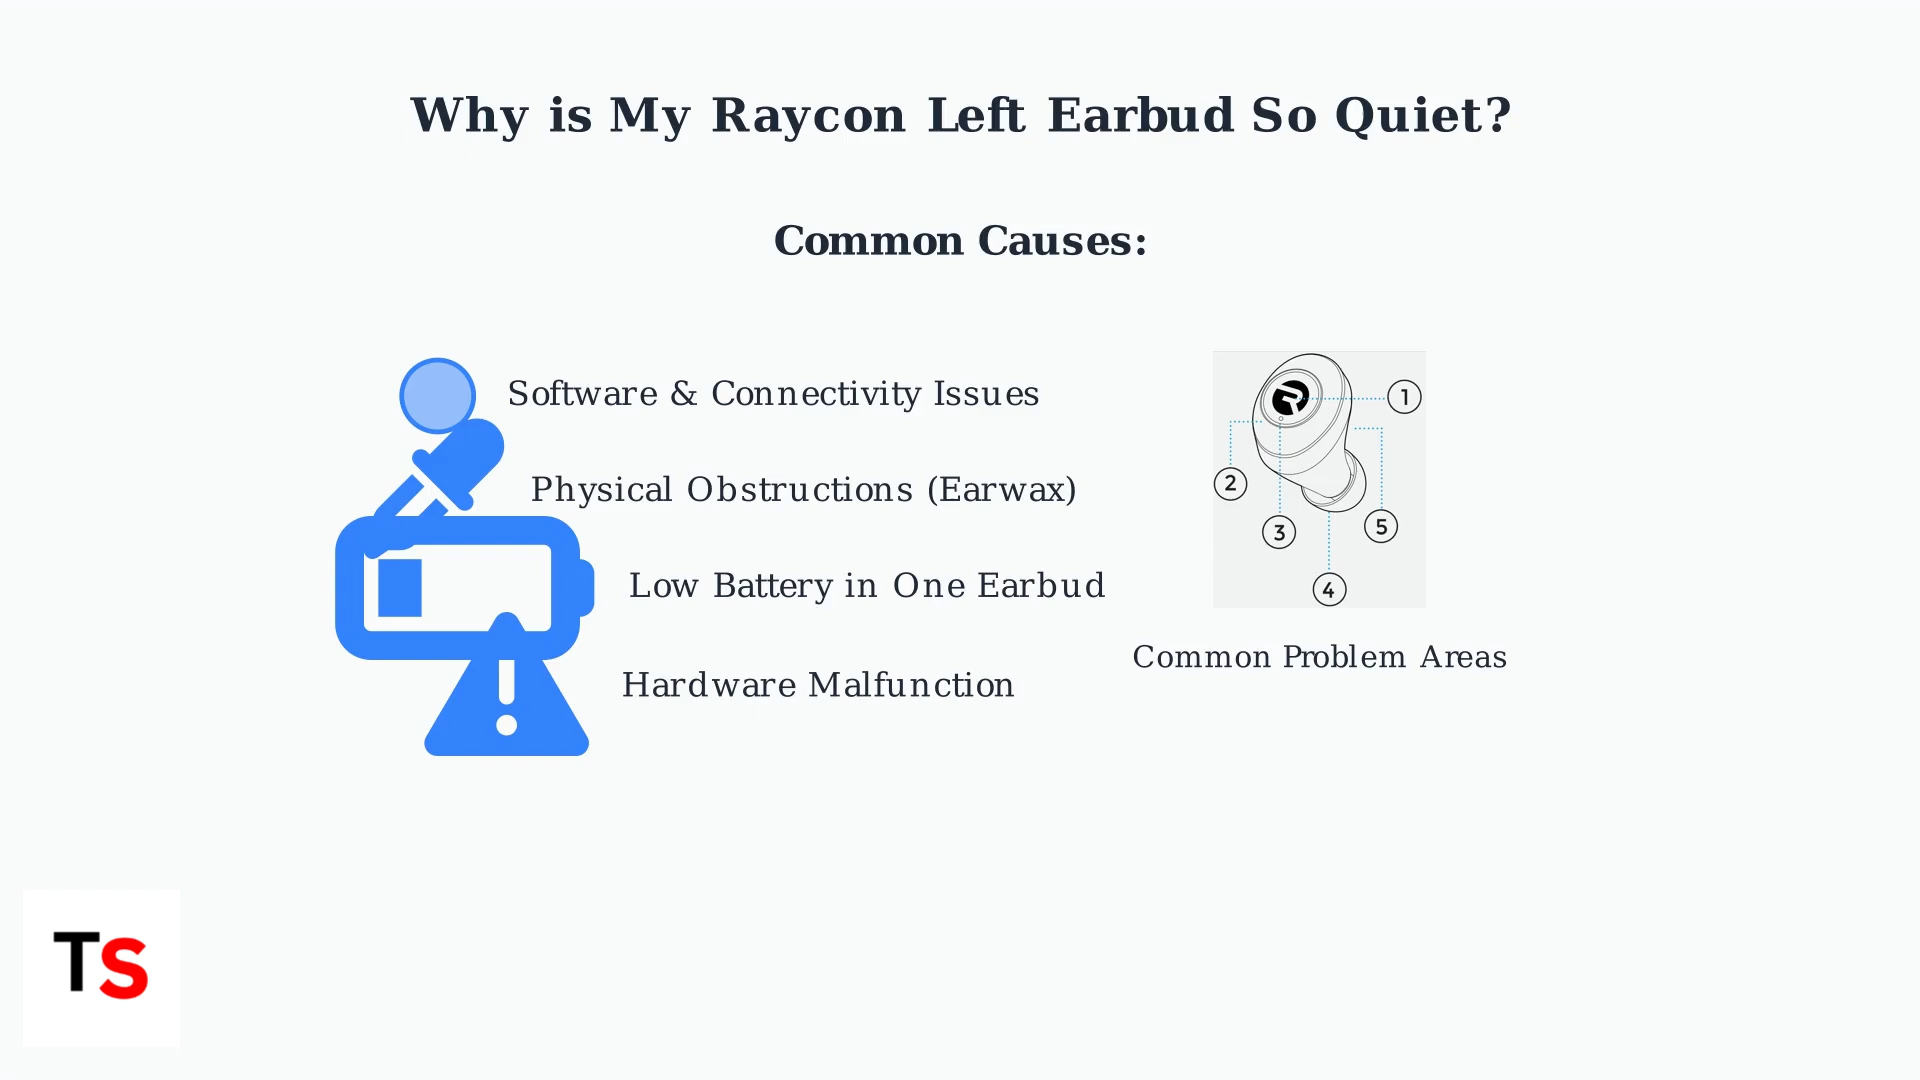 Why is My Raycon Left Earbud So Quiet?
Common Causes:
Software & Connectivity Issues
Physical Obstructions (Earwax)
Low Battery in One Earbud
Hardware Malfunction
R
1
2
3
5
4
Common Problem Areas
TS